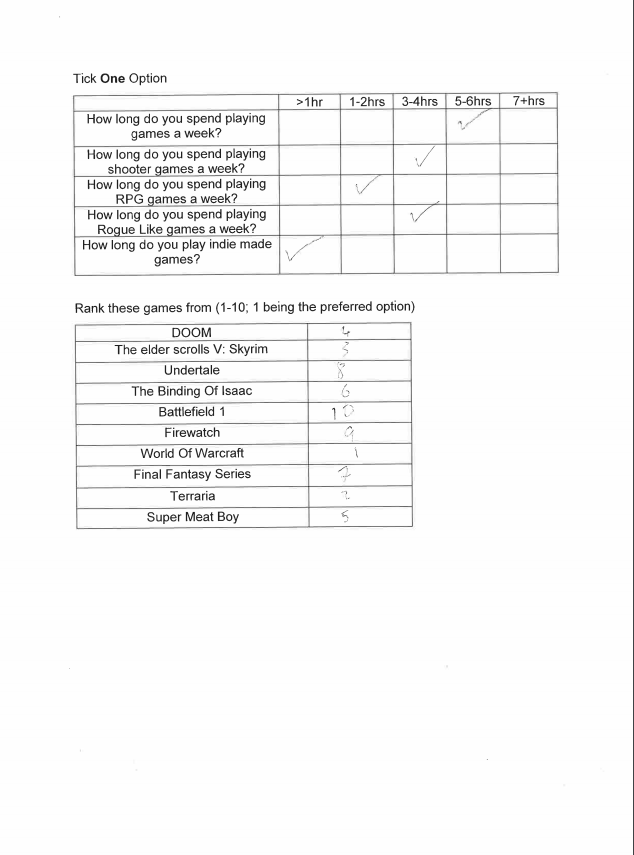 Tick One Option
>1hr 1-2hrs 3-4hrs 5-6hrs 7+hrs
How long do you spend playing
games a week? ✓
How long do you spend playing
shooter games a week? ✓
How long do you spend playing
RPG games a week? ✓
How long do you spend playing
Rogue Like games a week? ✓
How long do you play indie made
games? ✓
Rank these games from (1-10; 1 being the preferred option)
DOOM 4
The elder scrolls V: Skyrim 3
Undertale 8
The Binding Of Isaac 6
Battlefield 1 10
Firewatch 9
World Of Warcraft 1
Final Fantasy Series 7
Terraria 2
Super Meat Boy 5